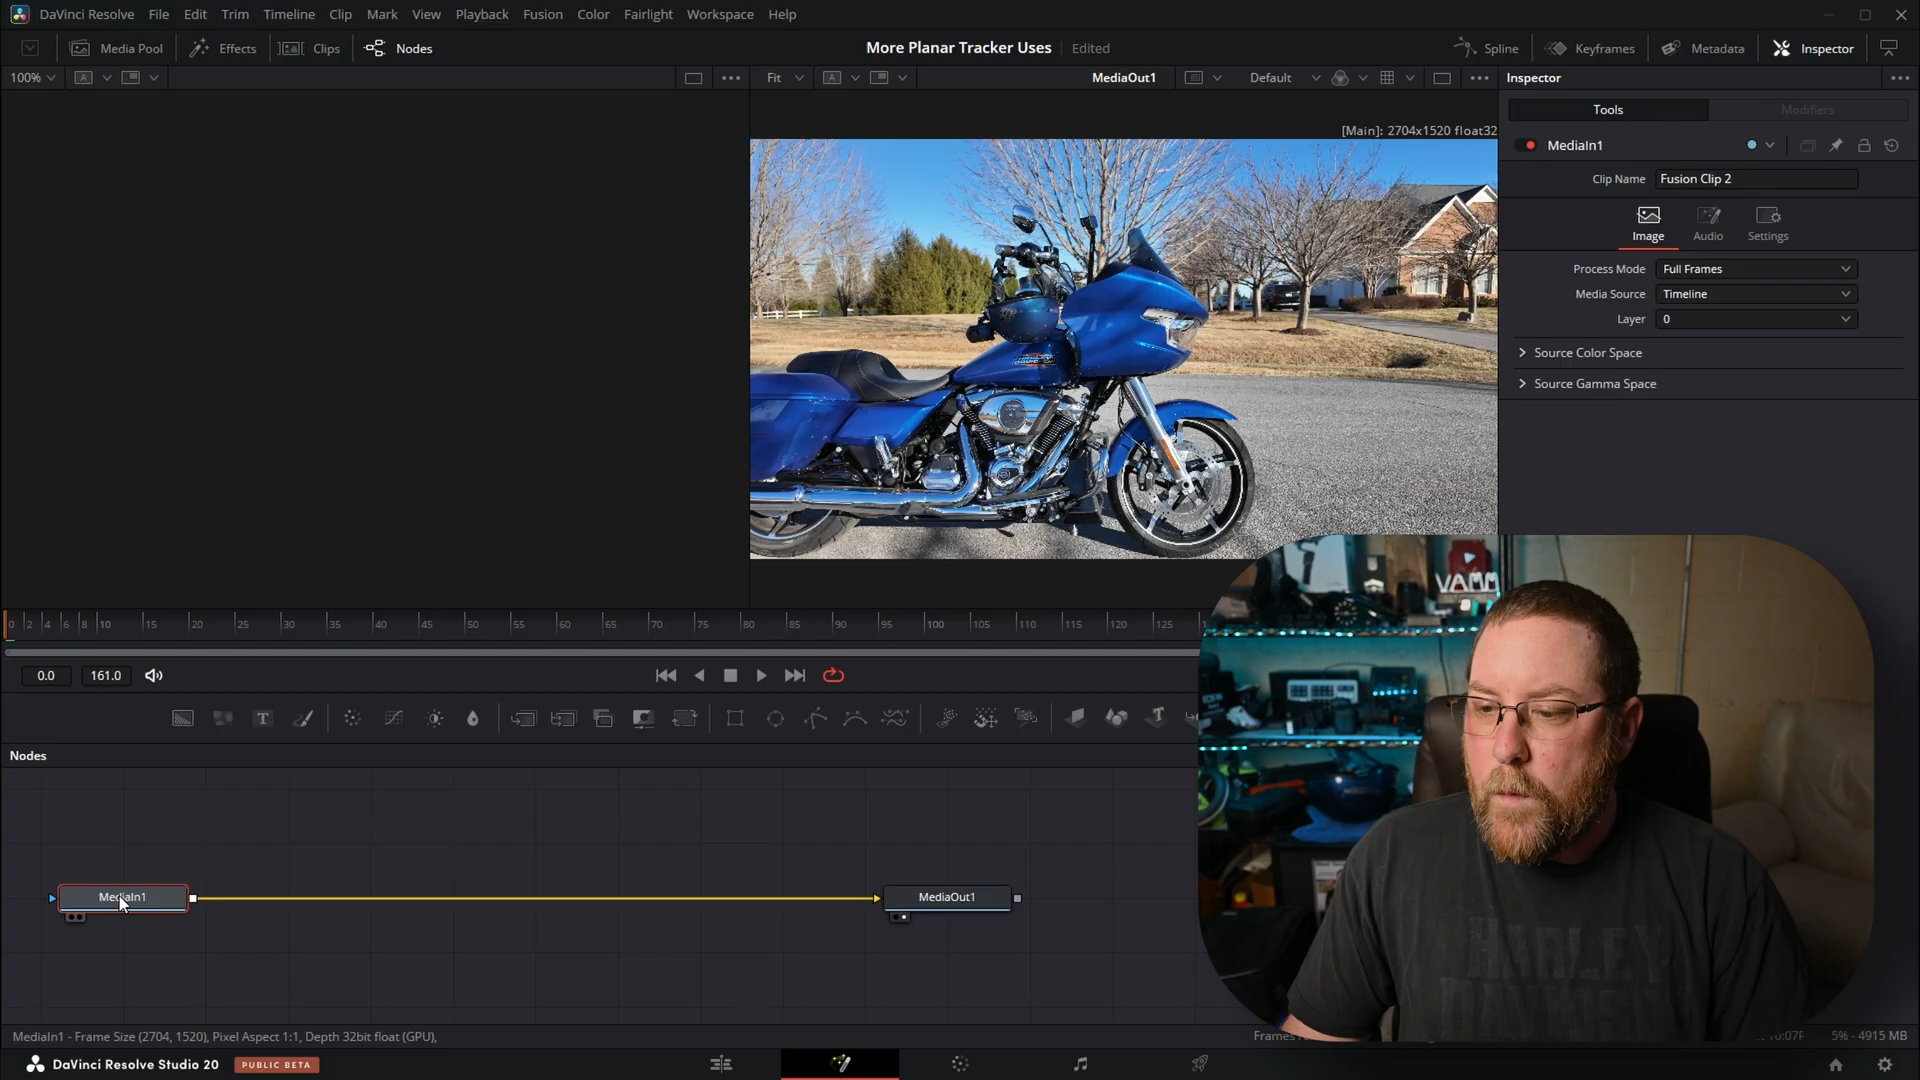 DaVinci Resolve File Edit Trim Timeline Clip Mark View Playback Fusion Color Fairlight Workspace Help
Media Pool Effects Clips Nodes More Planar Tracker Uses Edited Spline Keyframes Metadata Inspector
100% A Fit A MediaOut1 Default Inspector
Tools Modifiers
[Main]: 2704x1520 float32
MediaIn1
Clip Name Fusion Clip 2
Image Audio Settings
Process Mode Full Frames
Media Source Timeline
Layer 0
Source Color Space
Source Gamma Space
VAMM
0 2 4 6 8 10 15 20 25 30 35 40 45 50 55 60 65 70 75 80 85 90 95 100 105 110 115 120 125
0.0 161.0
T T
Nodes
MediaIn1 MediaOut1
HARLEY
MediaIn1 - Frame Size (2704, 1520), Pixel Aspect 1:1, Depth 32bit float (GPU),
5% - 4915 MB
DaVinci Resolve Studio 20 PUBLIC BETA